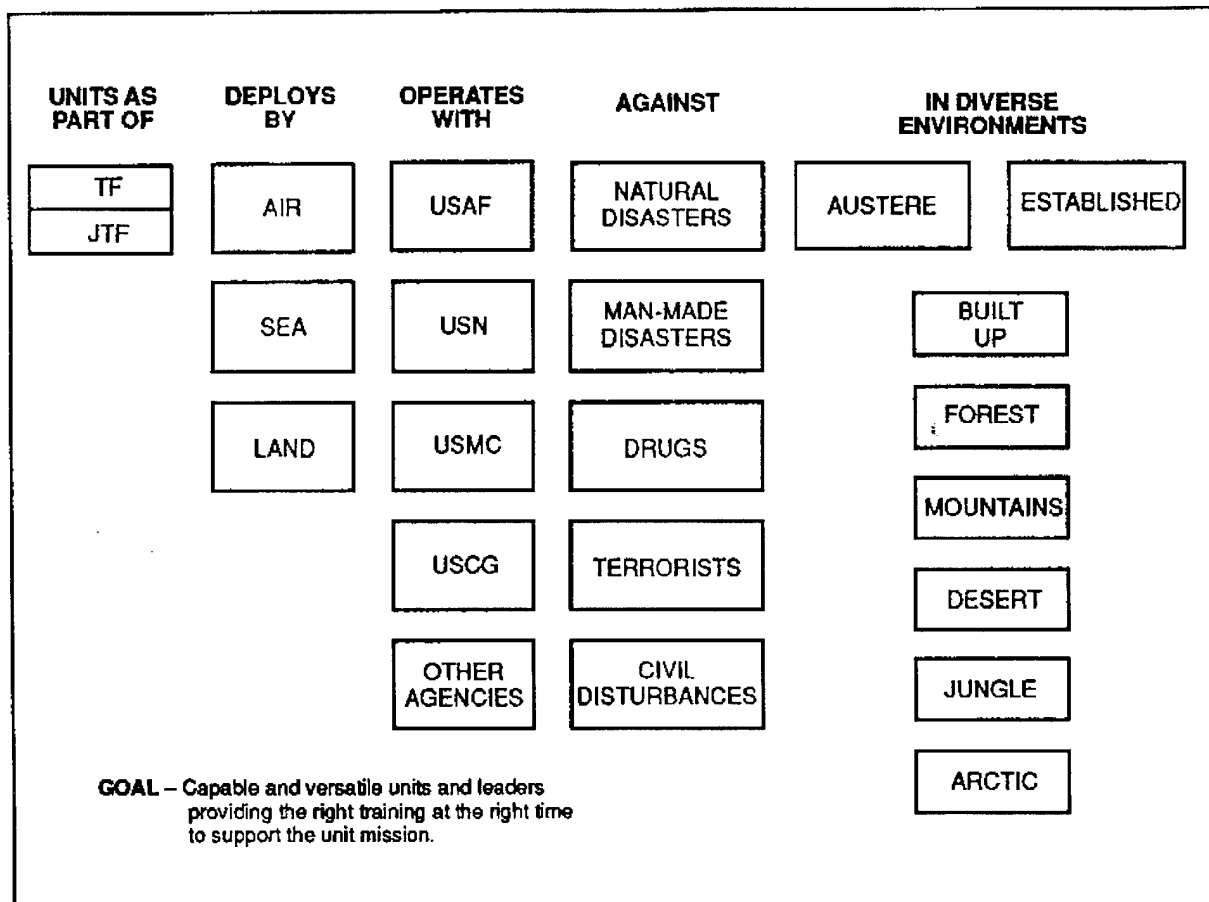 UNITS AS
PART OF
DEPLOYS
BY
OPERATES
WITH
AGAINST
IN DIVERSE
ENVIRONMENTS
TF
JTF
AIR
SEA
LAND
USAF
USN
USMC
USCG
OTHER
AGENCIES
NATURAL
DISASTERS
MAN-MADE
DISASTERS
DRUGS
TERRORISTS
CIVIL
DISTURBANCES
AUSTERE
ESTABLISHED
BUILT
UP
FOREST
MOUNTAINS
DESERT
JUNGLE
ARCTIC
GOAL – Capable and versatile units and leaders
providing the right training at the right time
to support the unit mission.